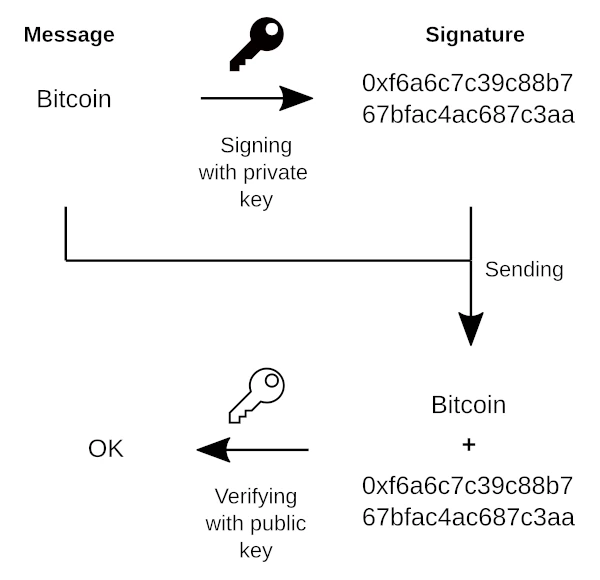 Message
Signature
Bitcoin
0xf6a6c7c39c88b7
67bfac4ac687c3aa
Signing
with private
key
Sending
Bitcoin
+
OK
0xf6a6c7c39c88b7
67bfac4ac687c3aa
Verifying
with public
key